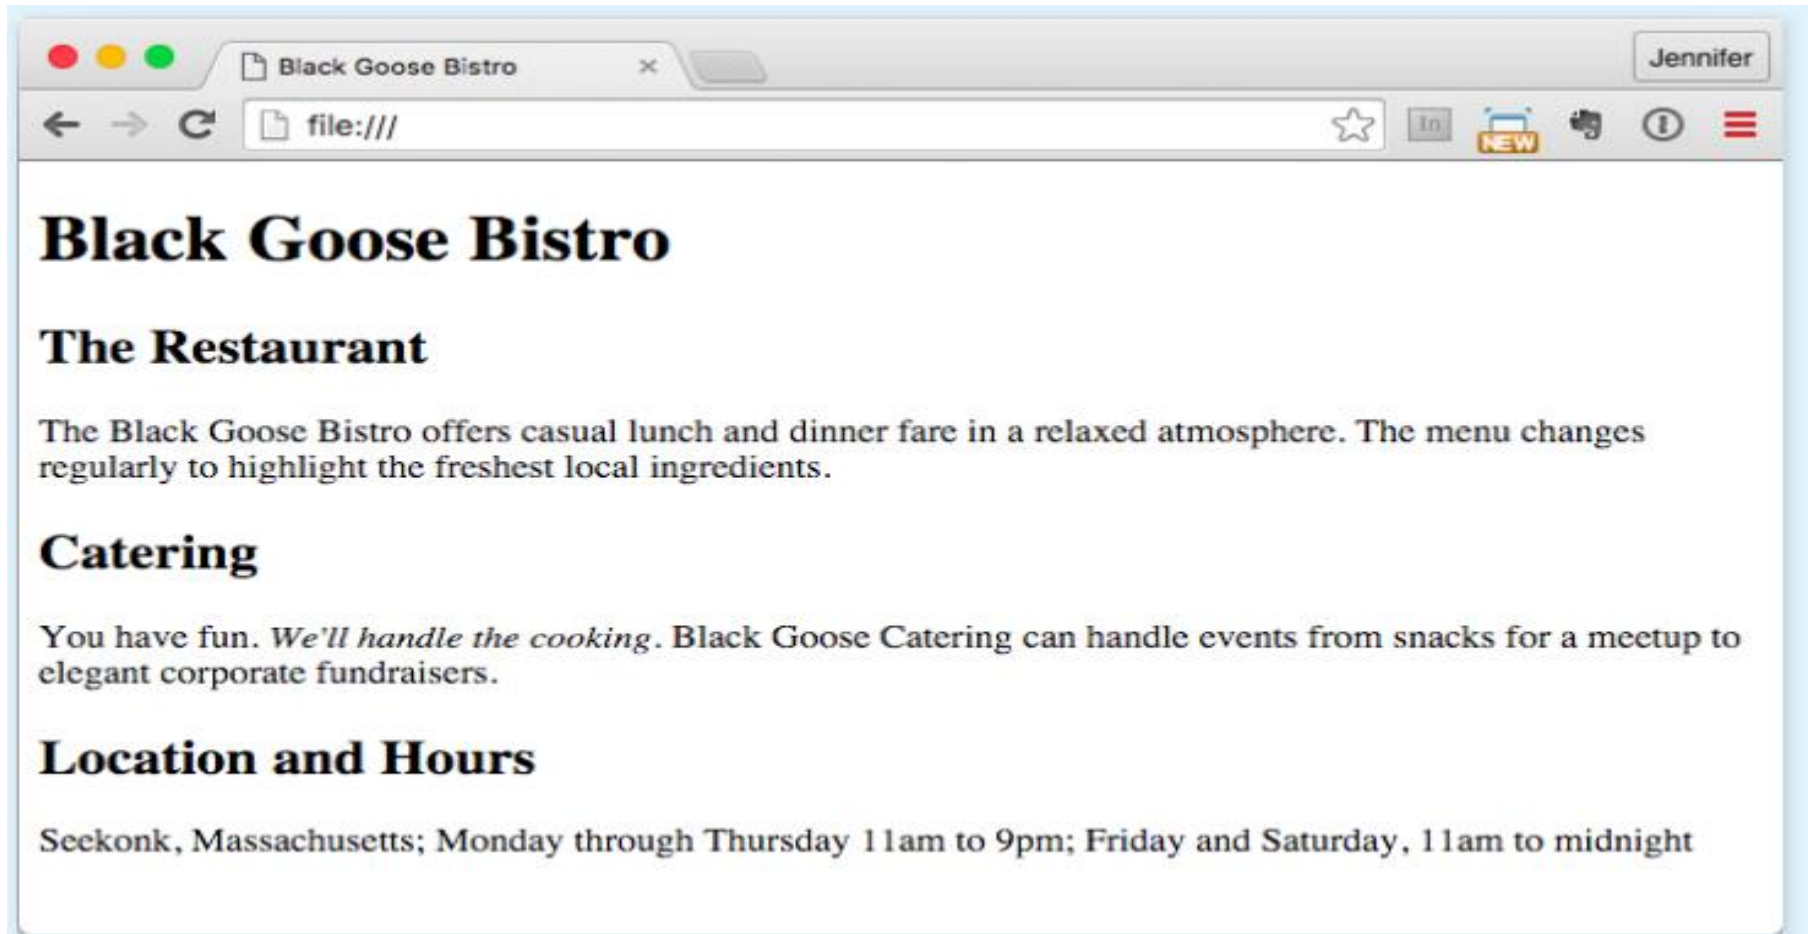 Black Goose Bistro
Jennifer
file:///
In
NEW
Black Goose Bistro
The Restaurant
The Black Goose Bistro offers casual lunch and dinner fare in a relaxed atmosphere. The menu changes
regularly to highlight the freshest local ingredients.
Catering
You have fun. We'll handle the cooking. Black Goose Catering can handle events from snacks for a meetup to
elegant corporate fundraisers.
Location and Hours
Seekonk, Massachusetts; Monday through Thursday 11am to 9pm; Friday and Saturday, 11am to midnight